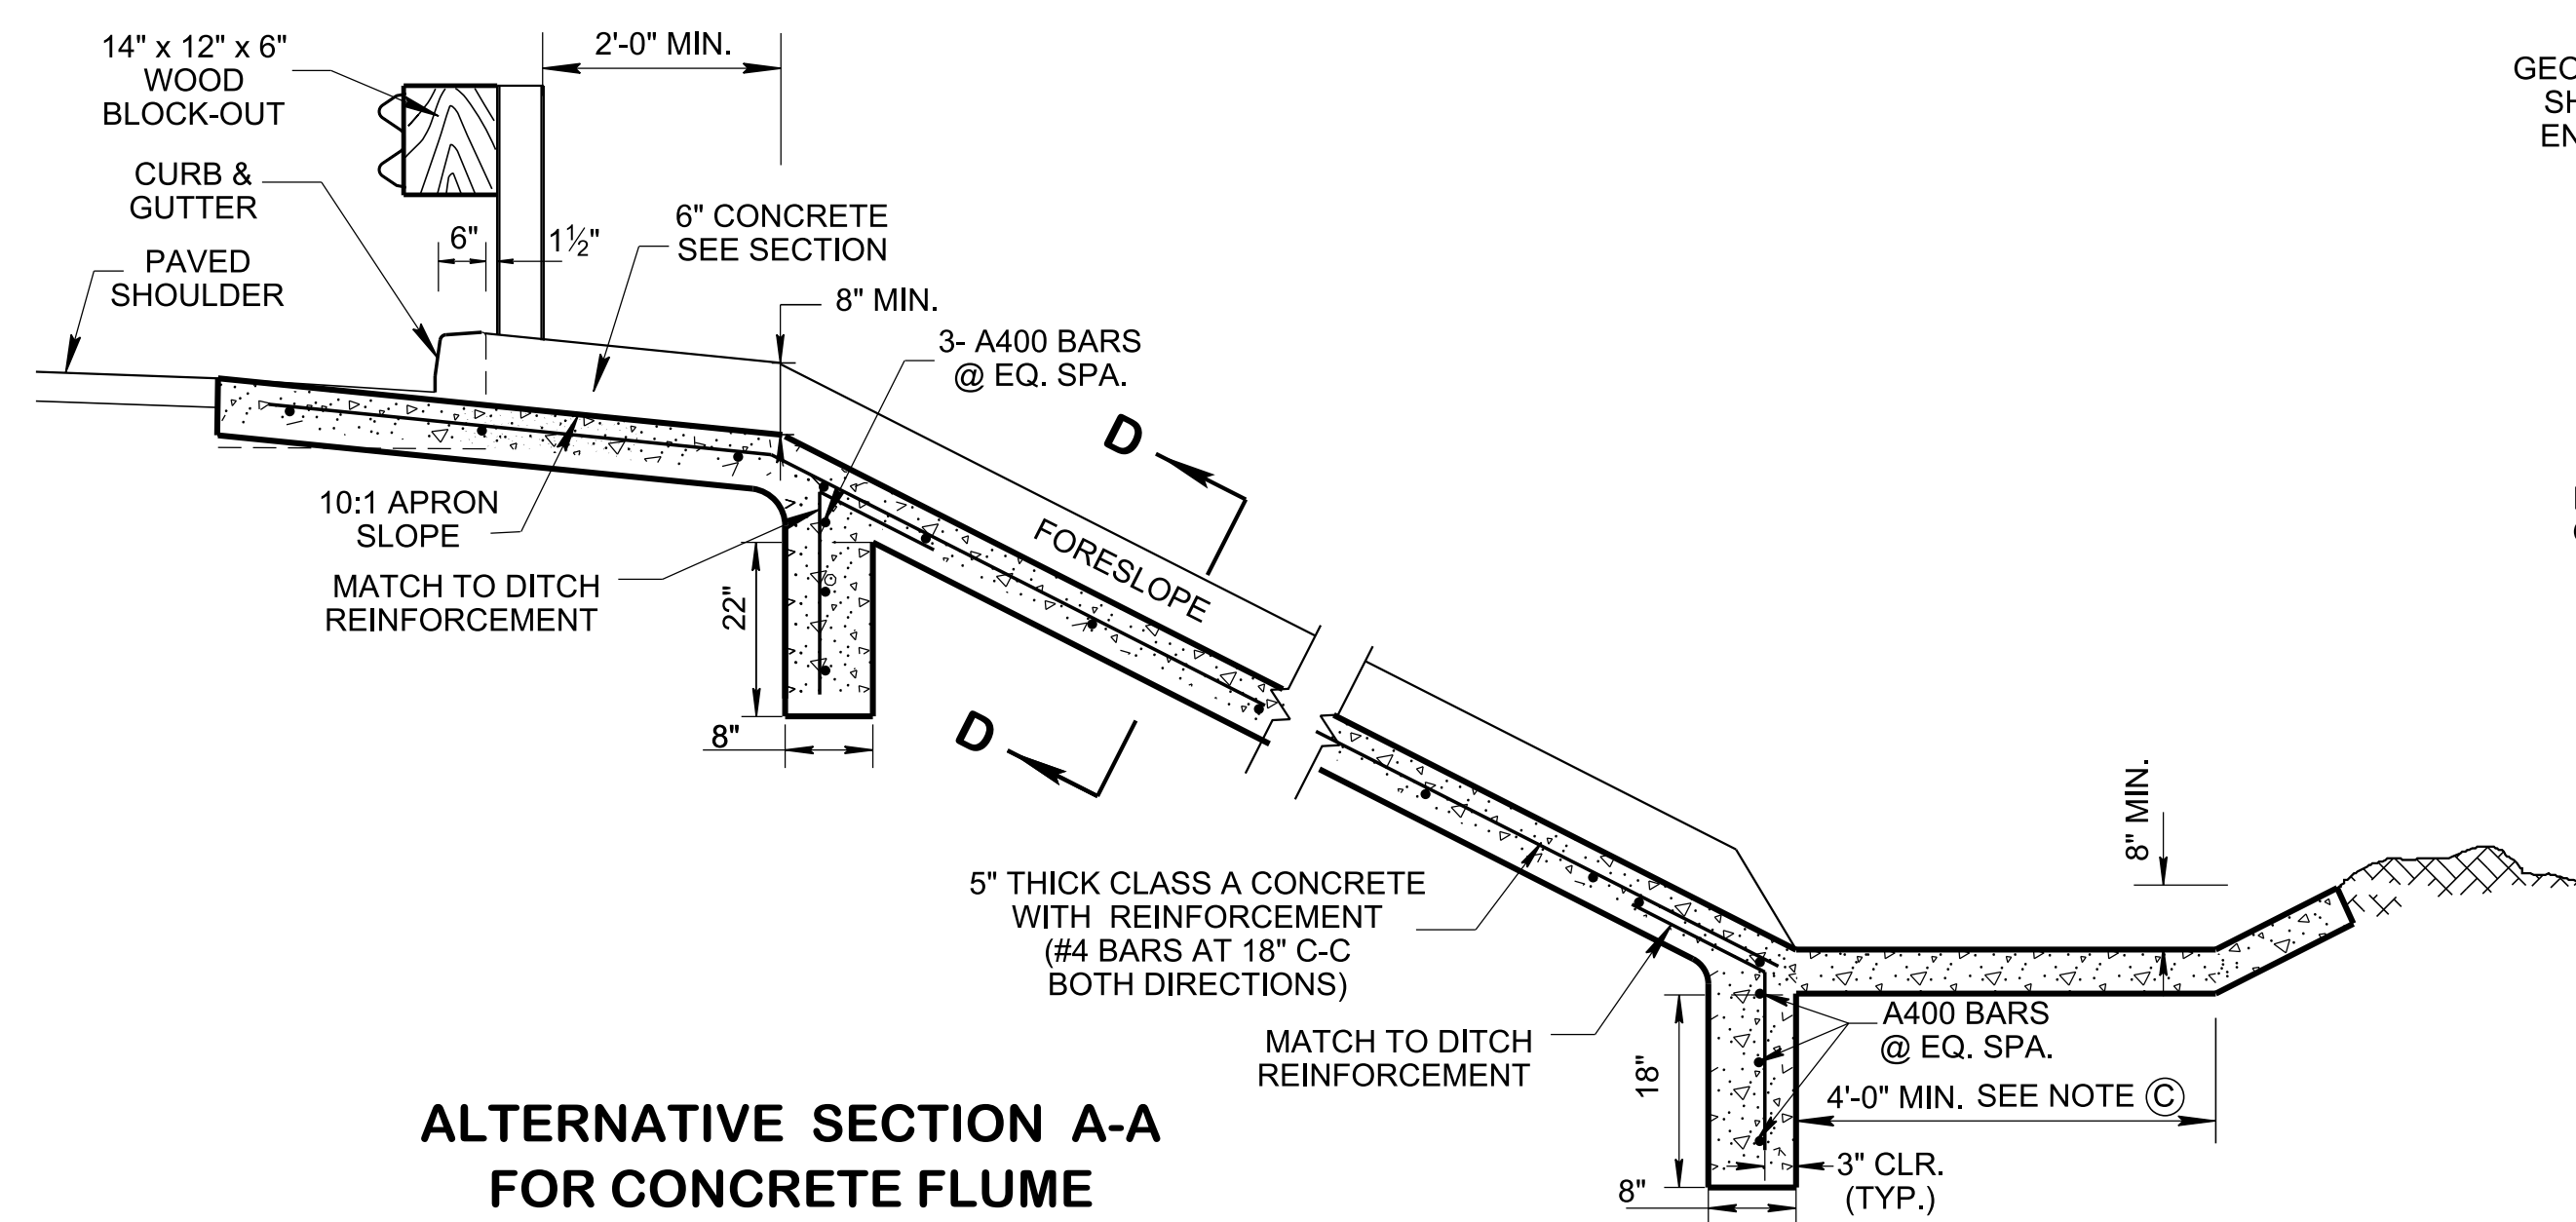 14" x 12" x 6"
WOOD
BLOCK-OUT
2'-0" MIN.
CURB &
GUTTER
PAVED
SHOULDER
6"
1½"
6" CONCRETE
SEE SECTION
8" MIN.
3- A400 BARS
@ EQ. SPA.
10:1 APRON
SLOPE
MATCH TO DITCH
REINFORCEMENT
22"
8"
D
D
FORESLOPE
5" THICK CLASS A CONCRETE
WITH REINFORCEMENT
(#4 BARS AT 18" C-C
BOTH DIRECTIONS)
MATCH TO DITCH
REINFORCEMENT
8" MIN.
A400 BARS
@ EQ. SPA.
18"
4'-0" MIN. SEE NOTE Ⓒ
3" CLR.
(TYP.)
8"
ALTERNATIVE SECTION A-A
FOR CONCRETE FLUME